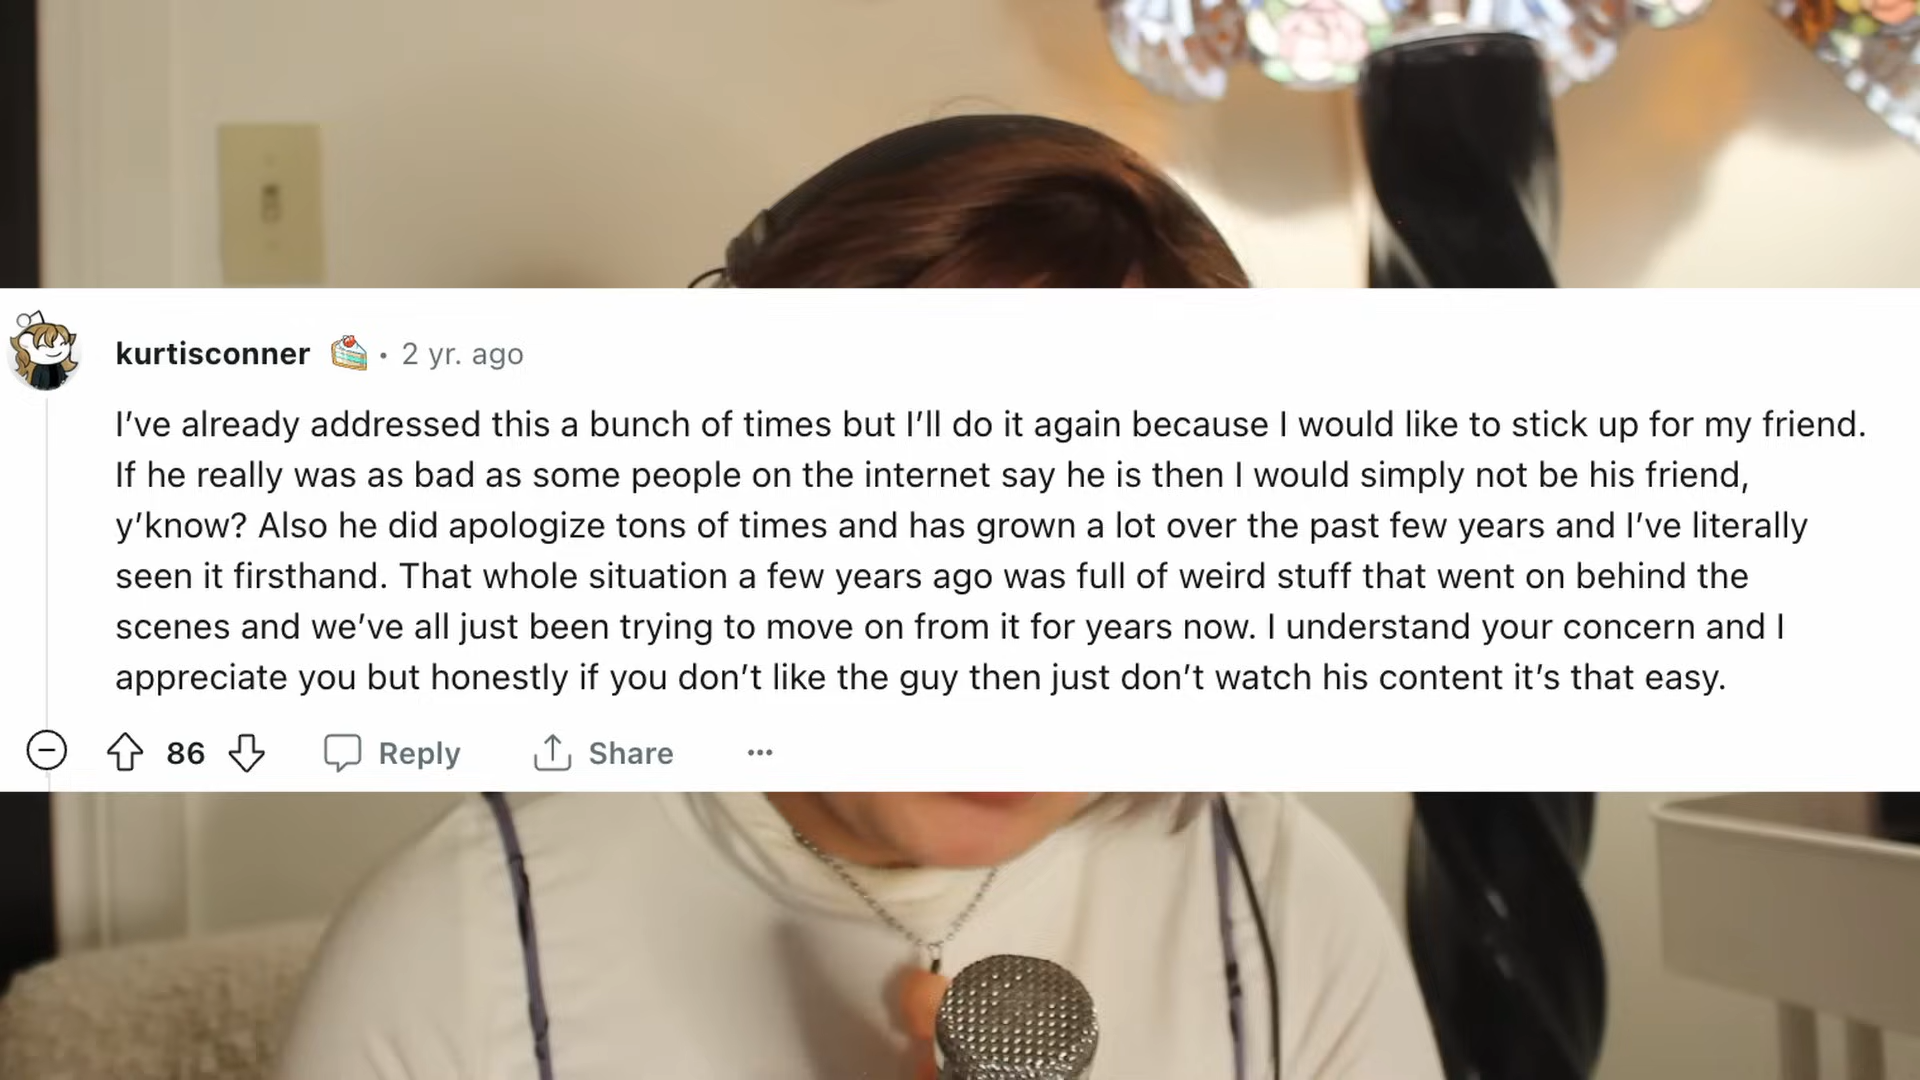 kurtisconner • 2 yr. ago
I’ve already addressed this a bunch of times but I’ll do it again because I would like to stick up for my friend.
If he really was as bad as some people on the internet say he is then I would simply not be his friend,
y’know? Also he did apologize tons of times and has grown a lot over the past few years and I’ve literally
seen it firsthand. That whole situation a few years ago was full of weird stuff that went on behind the
scenes and we’ve all just been trying to move on from it for years now. I understand your concern and I
appreciate you but honestly if you don’t like the guy then just don’t watch his content it’s that easy.
86 Reply Share ...